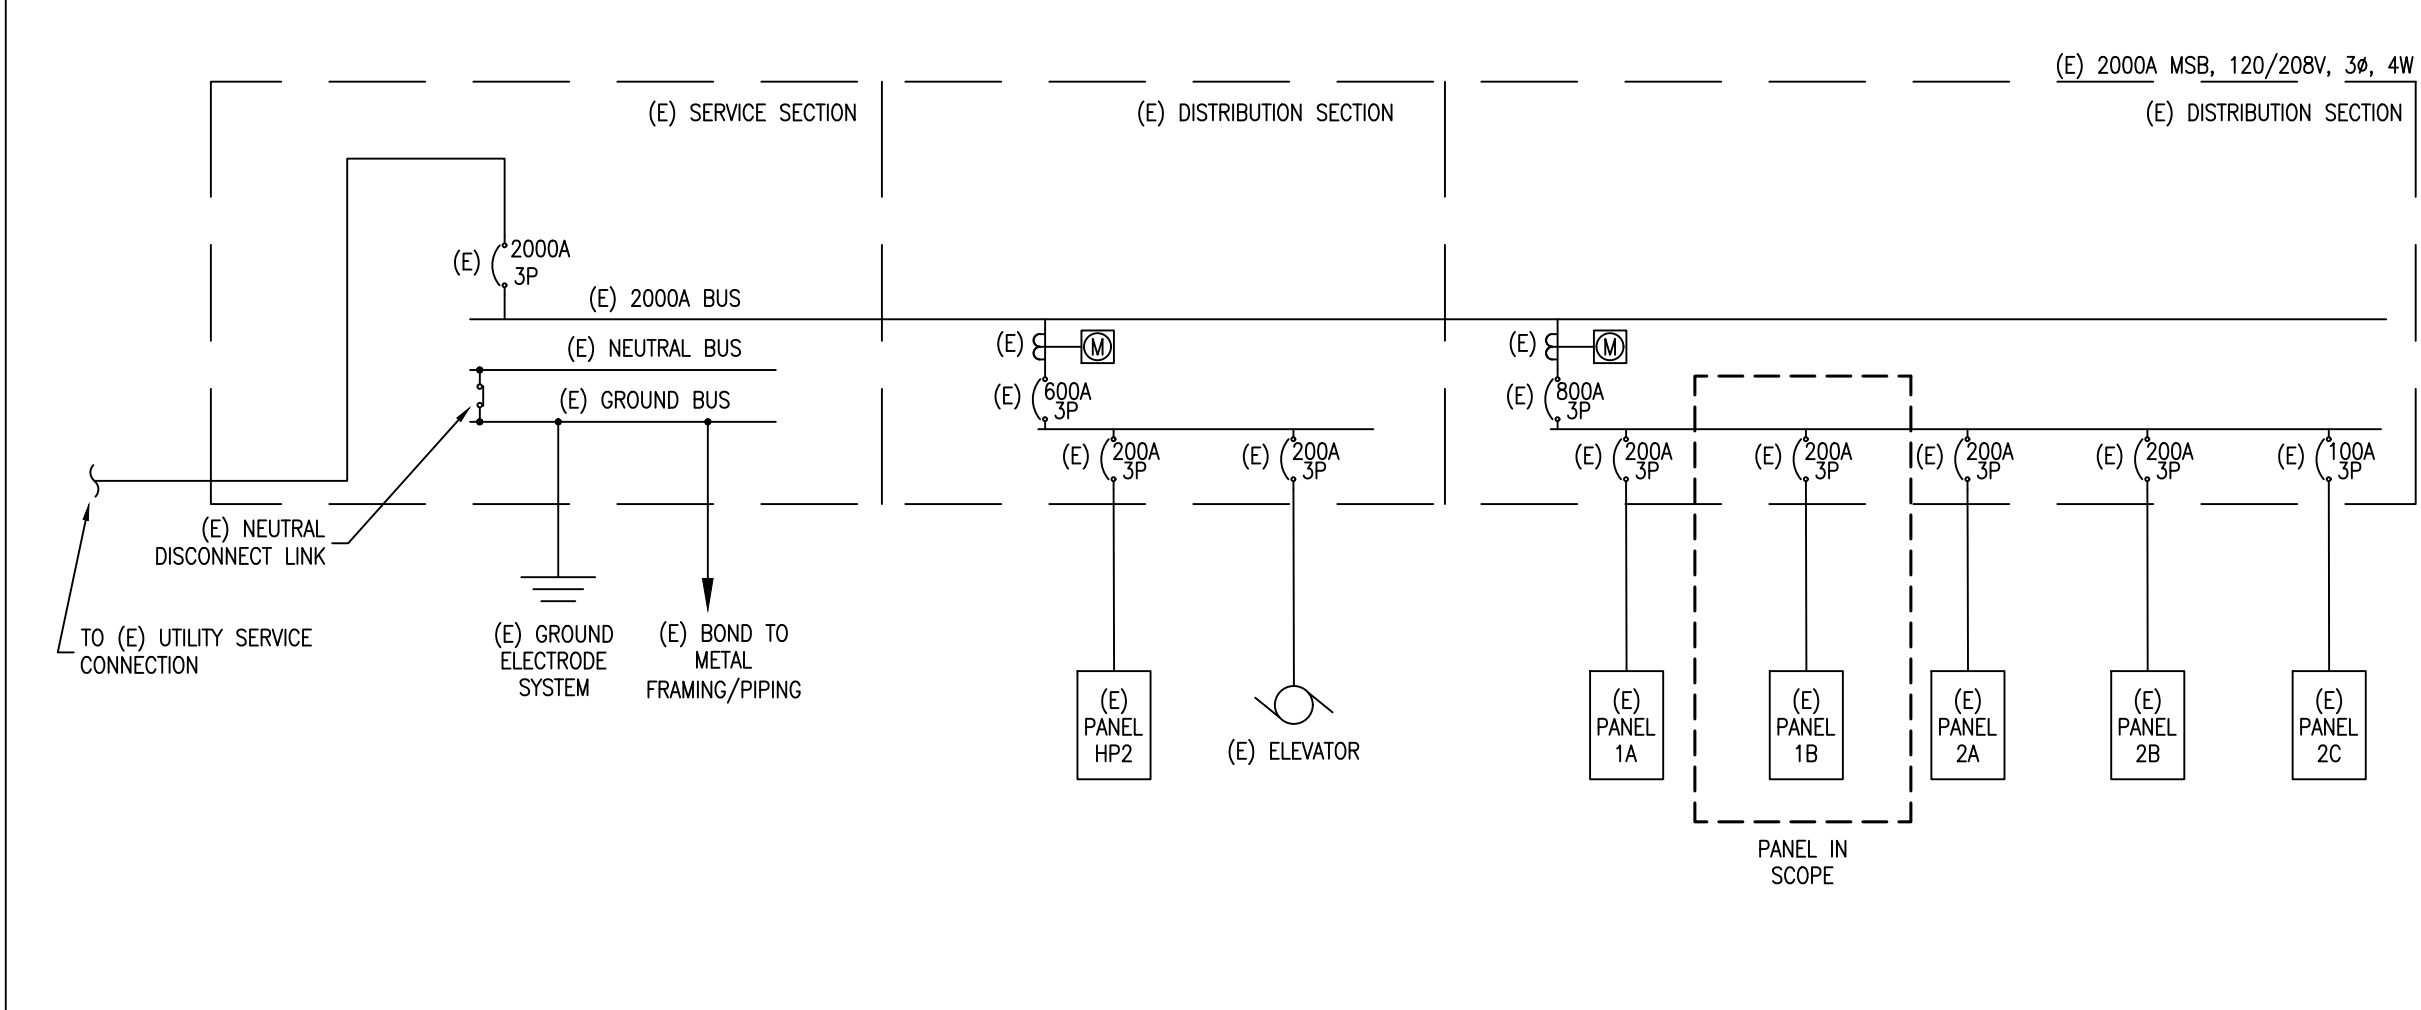 (E) 2000A MSB, 120/208V, 3ø, 4W
(E) SERVICE SECTION
(E) DISTRIBUTION SECTION
(E) DISTRIBUTION SECTION
(E)
2000A
3P
(E) 2000A BUS
(E) NEUTRAL BUS
(E) GROUND BUS
(E) NEUTRAL
DISCONNECT LINK
TO (E) UTILITY SERVICE
CONNECTION
(E) GROUND
ELECTRODE
SYSTEM
(E) BOND TO
METAL
FRAMING/PIPING
(E)
M
(E)
600A
3P
(E)
200A
3P
(E)
200A
3P
(E)
PANEL
HP2
(E) ELEVATOR
(E)
M
(E)
800A
3P
(E)
200A
3P
(E)
200A
3P
(E)
200A
3P
(E)
200A
3P
(E)
100A
3P
(E)
PANEL
1A
(E)
PANEL
1B
(E)
PANEL
2A
(E)
PANEL
2B
(E)
PANEL
2C
PANEL IN
SCOPE